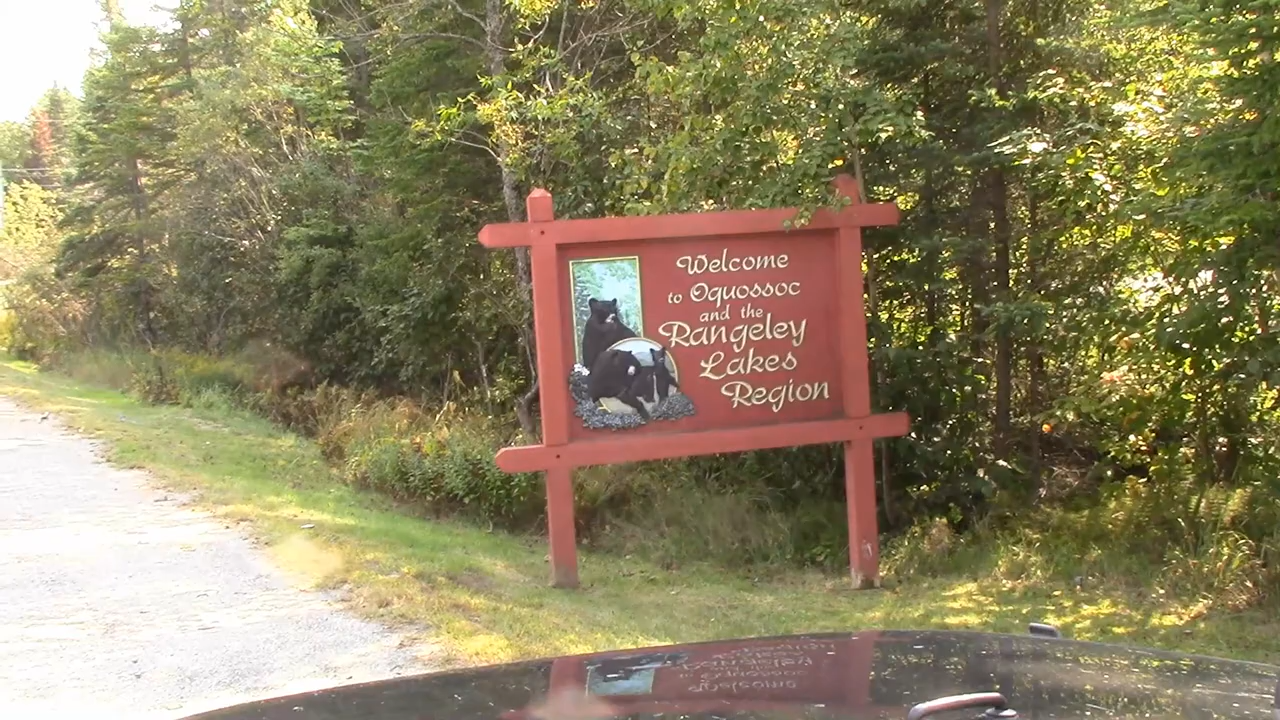 Welcome
to Oquossoc
and the
Rangeley
Lakes
Region